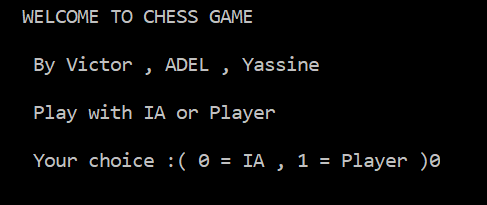 WELCOME TO CHESS GAME
By Victor , ADEL , Yassine
Play with IA or Player
Your choice :( 0 = IA , 1 = Player )0